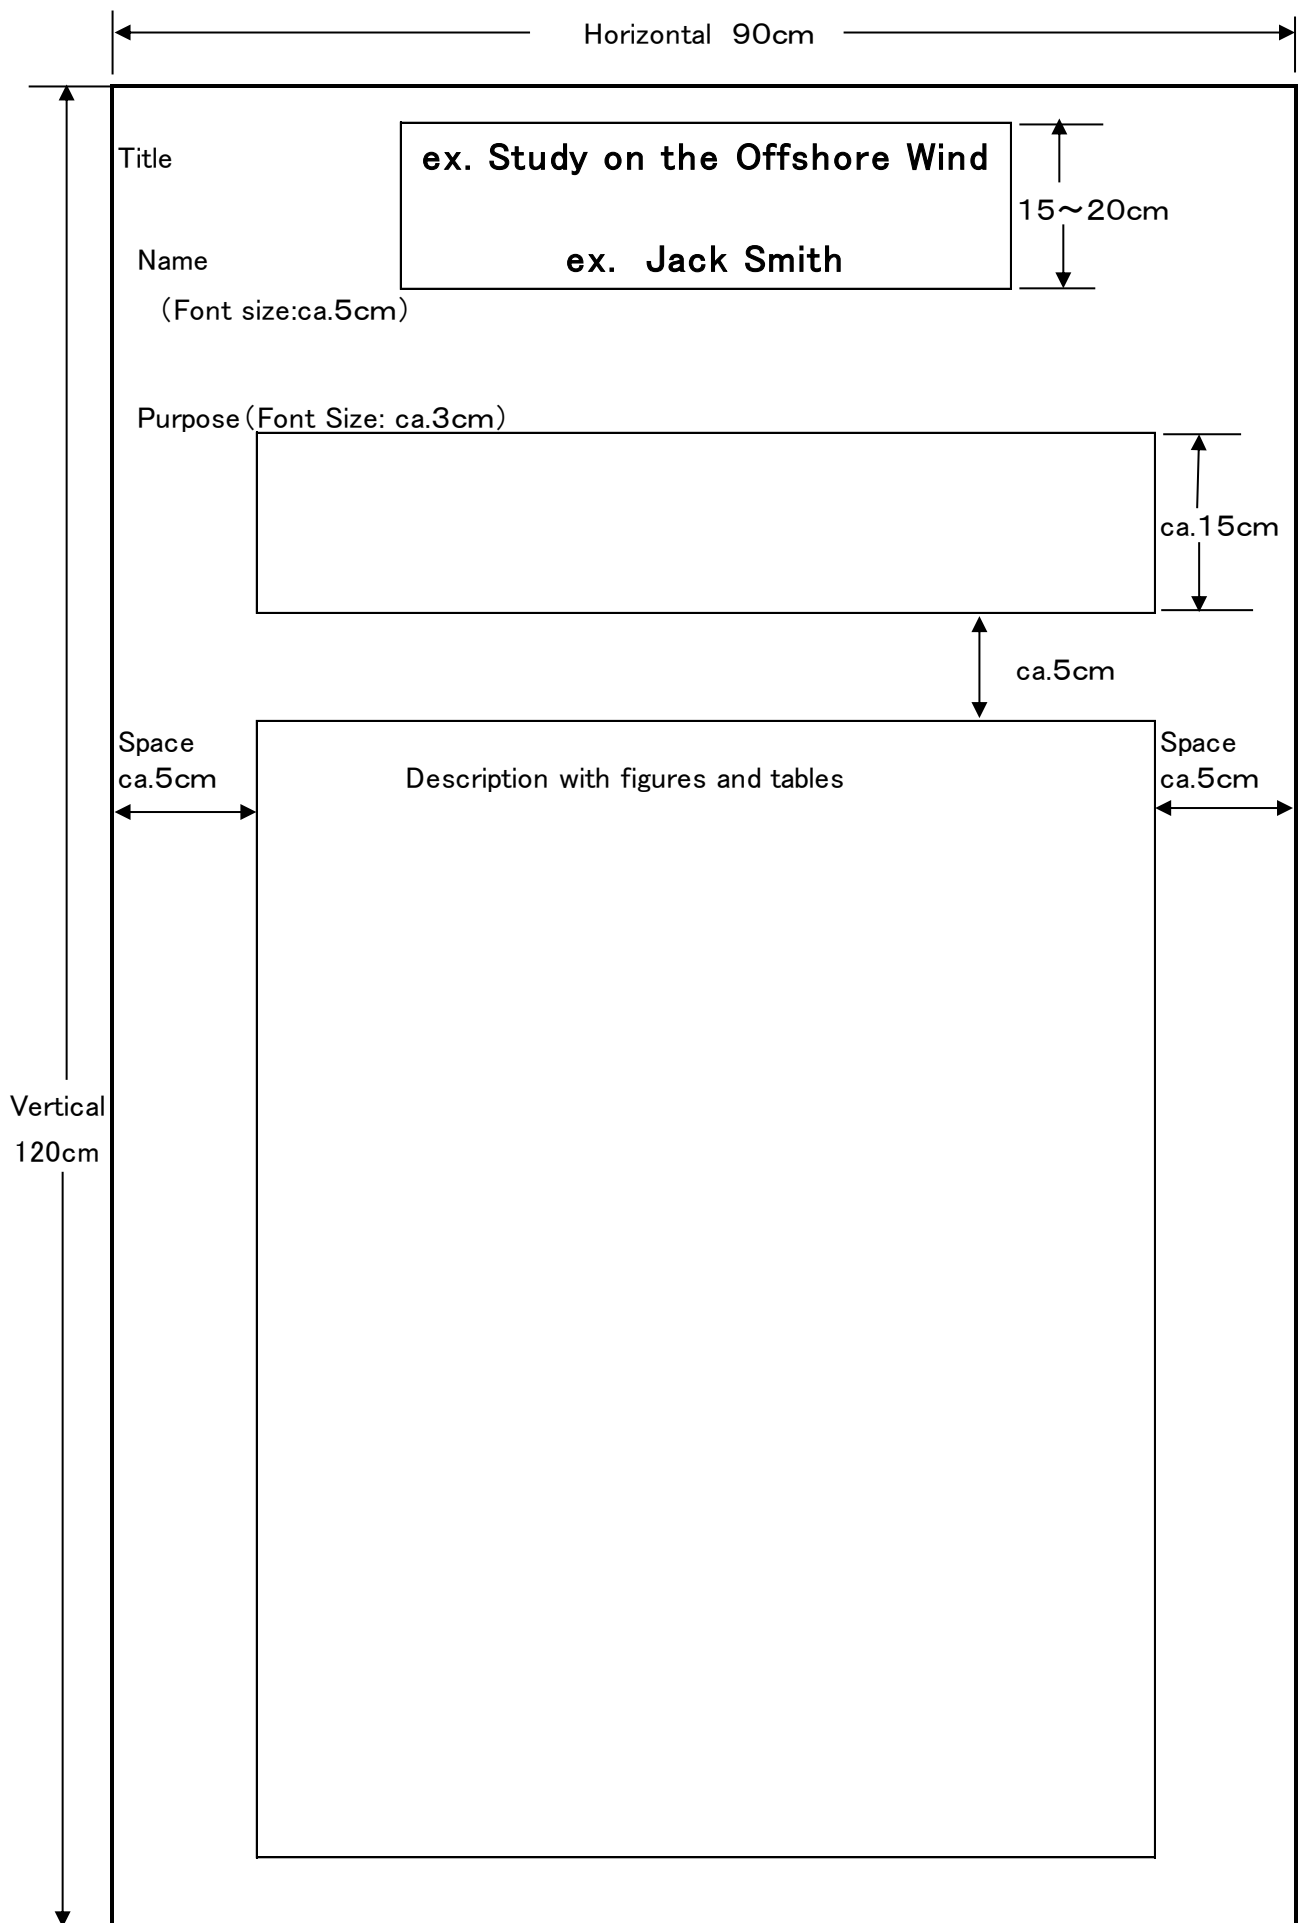 Horizontal 90cm
Title
ex. Study on the Offshore Wind
15～20cm
Name
ex. Jack Smith
（Font size:ca.5cm）
Purpose（Font Size: ca.3cm）
ca.15cm
ca.5cm
Space
ca.5cm
Description with figures and tables
Space
ca.5cm
Vertical
120cm